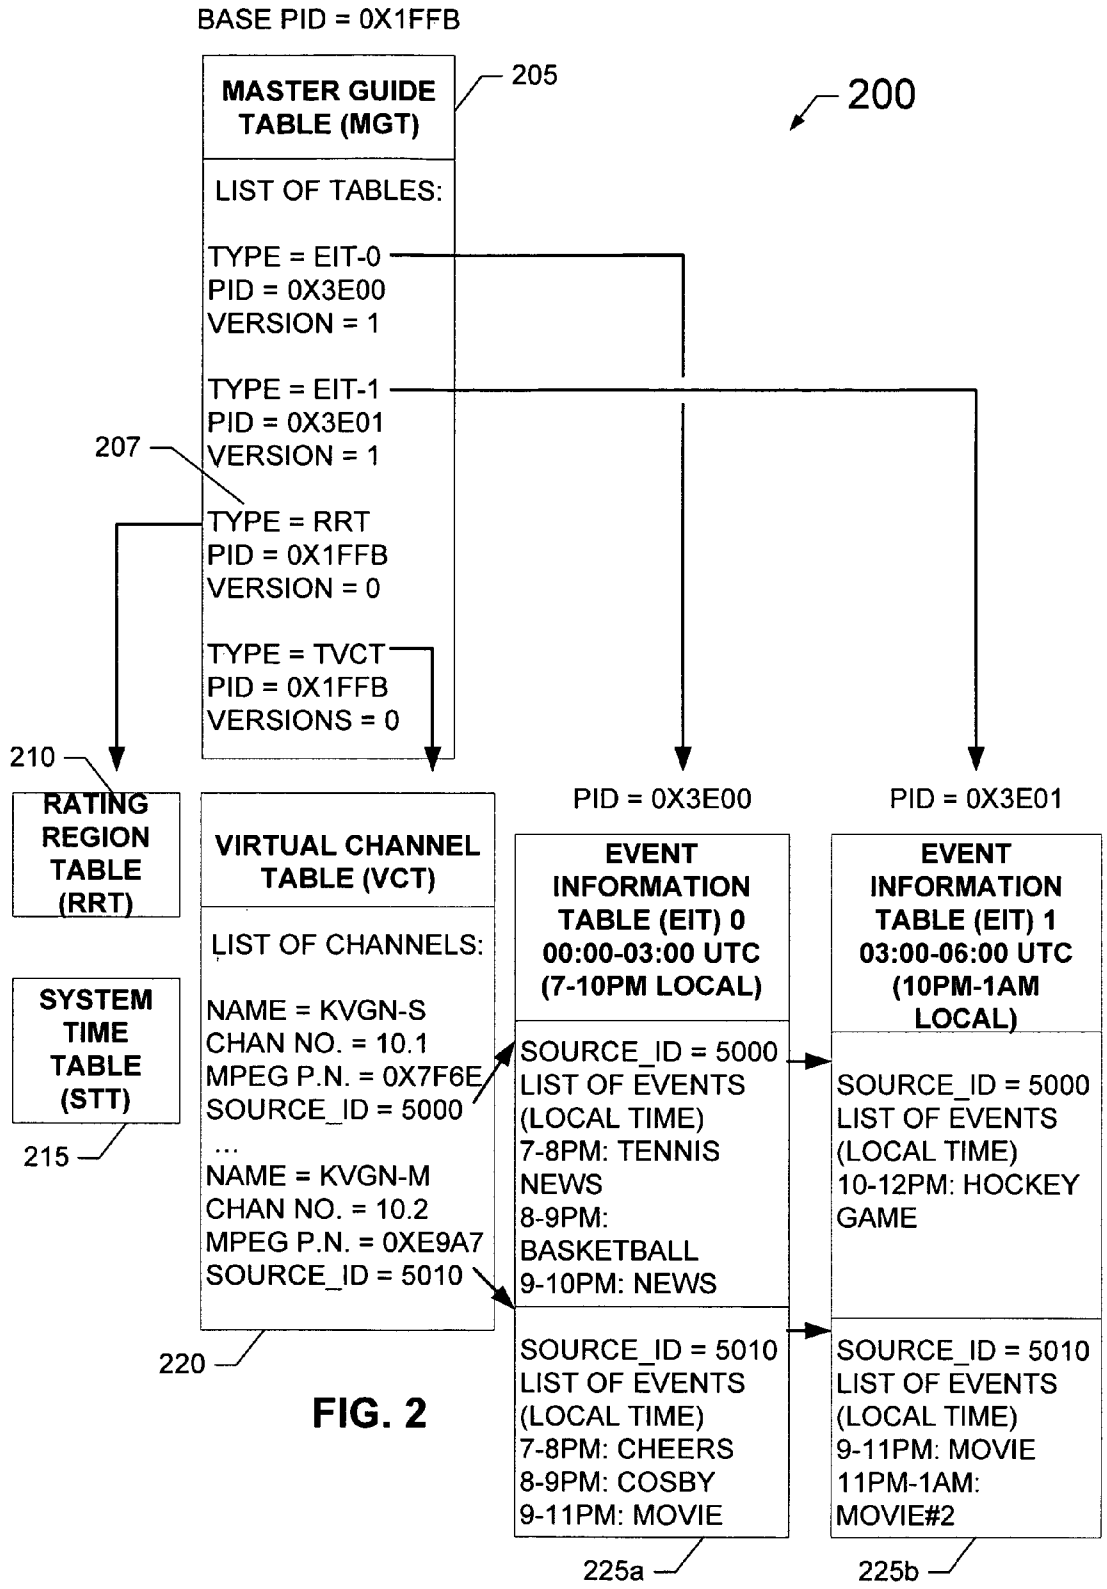 BASE PID = 0X1FFB
205
200
MASTER GUIDE
TABLE (MGT)
LIST OF TABLES:
TYPE = EIT-0
PID = 0X3E00
VERSION = 1
TYPE = EIT-1
PID = 0X3E01
VERSION = 1
207
TYPE = RRT
PID = 0X1FFB
VERSION = 0
TYPE = TVCT
PID = 0X1FFB
VERSIONS = 0
210
RATING
REGION
TABLE
(RRT)
SYSTEM
TIME
TABLE
(STT)
215
VIRTUAL CHANNEL
TABLE (VCT)
LIST OF CHANNELS:
NAME = KVGN-S
CHAN NO. = 10.1
MPEG P.N. = 0X7F6E
SOURCE_ID = 5000
...
NAME = KVGN-M
CHAN NO. = 10.2
MPEG P.N. = 0XE9A7
SOURCE_ID = 5010
220
PID = 0X3E00
EVENT
INFORMATION
TABLE (EIT) 0
00:00-03:00 UTC
(7-10PM LOCAL)
SOURCE_ID = 5000
LIST OF EVENTS
(LOCAL TIME)
7-8PM: TENNIS
NEWS
8-9PM:
BASKETBALL
9-10PM: NEWS
SOURCE_ID = 5010
LIST OF EVENTS
(LOCAL TIME)
7-8PM: CHEERS
8-9PM: COSBY
9-11PM: MOVIE
225a
PID = 0X3E01
EVENT
INFORMATION
TABLE (EIT) 1
03:00-06:00 UTC
(10PM-1AM
LOCAL)
SOURCE_ID = 5000
LIST OF EVENTS
(LOCAL TIME)
10-12PM: HOCKEY
GAME
SOURCE_ID = 5010
LIST OF EVENTS
(LOCAL TIME)
9-11PM: MOVIE
11PM-1AM:
MOVIE#2
225b
FIG. 2